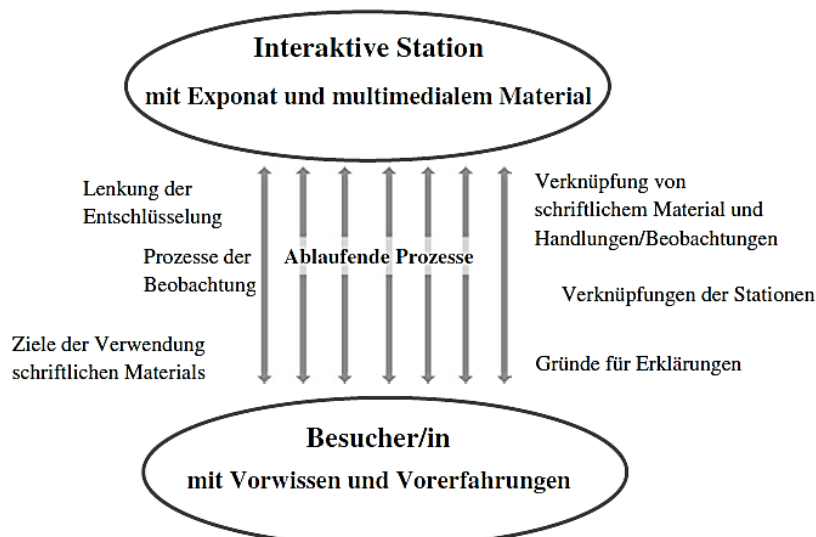 Interaktive Station
mit Exponat und multimedialem Material
Lenkung der
Entschlüsselung
Prozesse der
Beobachtung
Ziele der Verwendung
schriftlichen Materials
Ablaufende Prozesse
Verknüpfung von
schriftlichem Material und
Handlungen/Beobachtungen
Verknüpfungen der Stationen
Gründe für Erklärungen
Besucher/in
mit Vorwissen und Vorerfahrungen